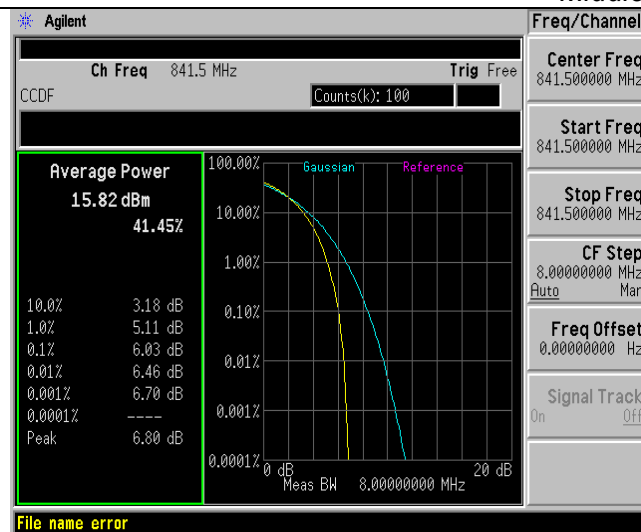 Agilent
Freq/Channel
Ch Freq 841.5 MHz Trig Free
CCDF Counts(k): 100
Average Power
15.82 dBm
41.45%
10.0% 3.18 dB
1.0% 5.11 dB
0.1% 6.03 dB
0.01% 6.46 dB
0.001% 6.70 dB
0.0001% ----
Peak 6.80 dB
100.00%
Gaussian Reference
10.00%
1.00%
0.10%
0.01%
0.001%
0.0001%
0 dB 20 dB
Meas BW 8.00000000 MHz
Center Freq
841.500000 MHz
Start Freq
841.500000 MHz
Stop Freq
841.500000 MHz
CF Step
8.00000000 MHz
Auto Man
Freq Offset
0.00000000 Hz
Signal Track
On Off
File name error